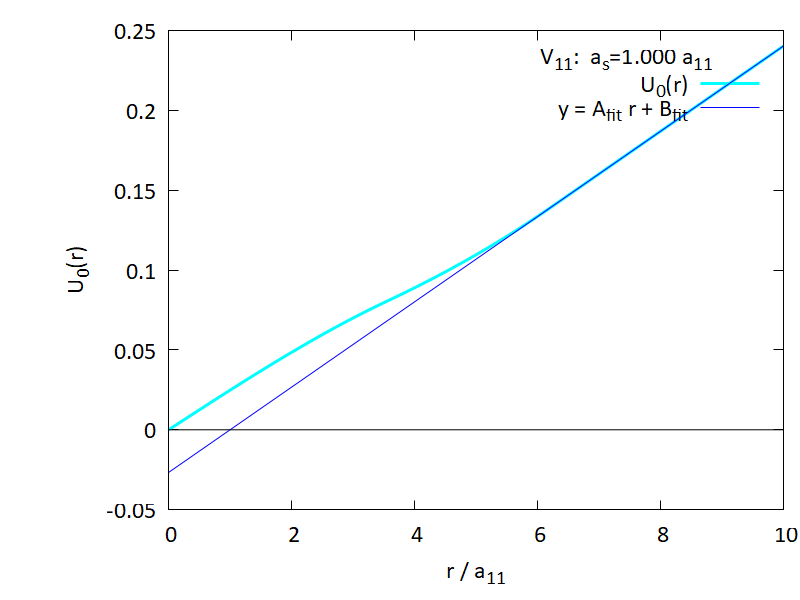 0.25
0.2
0.15
0.1
0.05
0
-0.05
U0(r)
V11: as=1.000 a11
U0(r)
y = Afit r + Bfit
0 2 4 6 8 10
r / a11